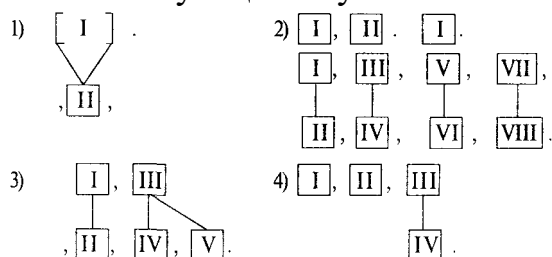 1) [ I ] .
, II ,
2) I , II . I .
I , III , V , VII ,
II , IV , VI , VIII .
3) I , III
, II , IV , V .
4) I , II , III
IV .